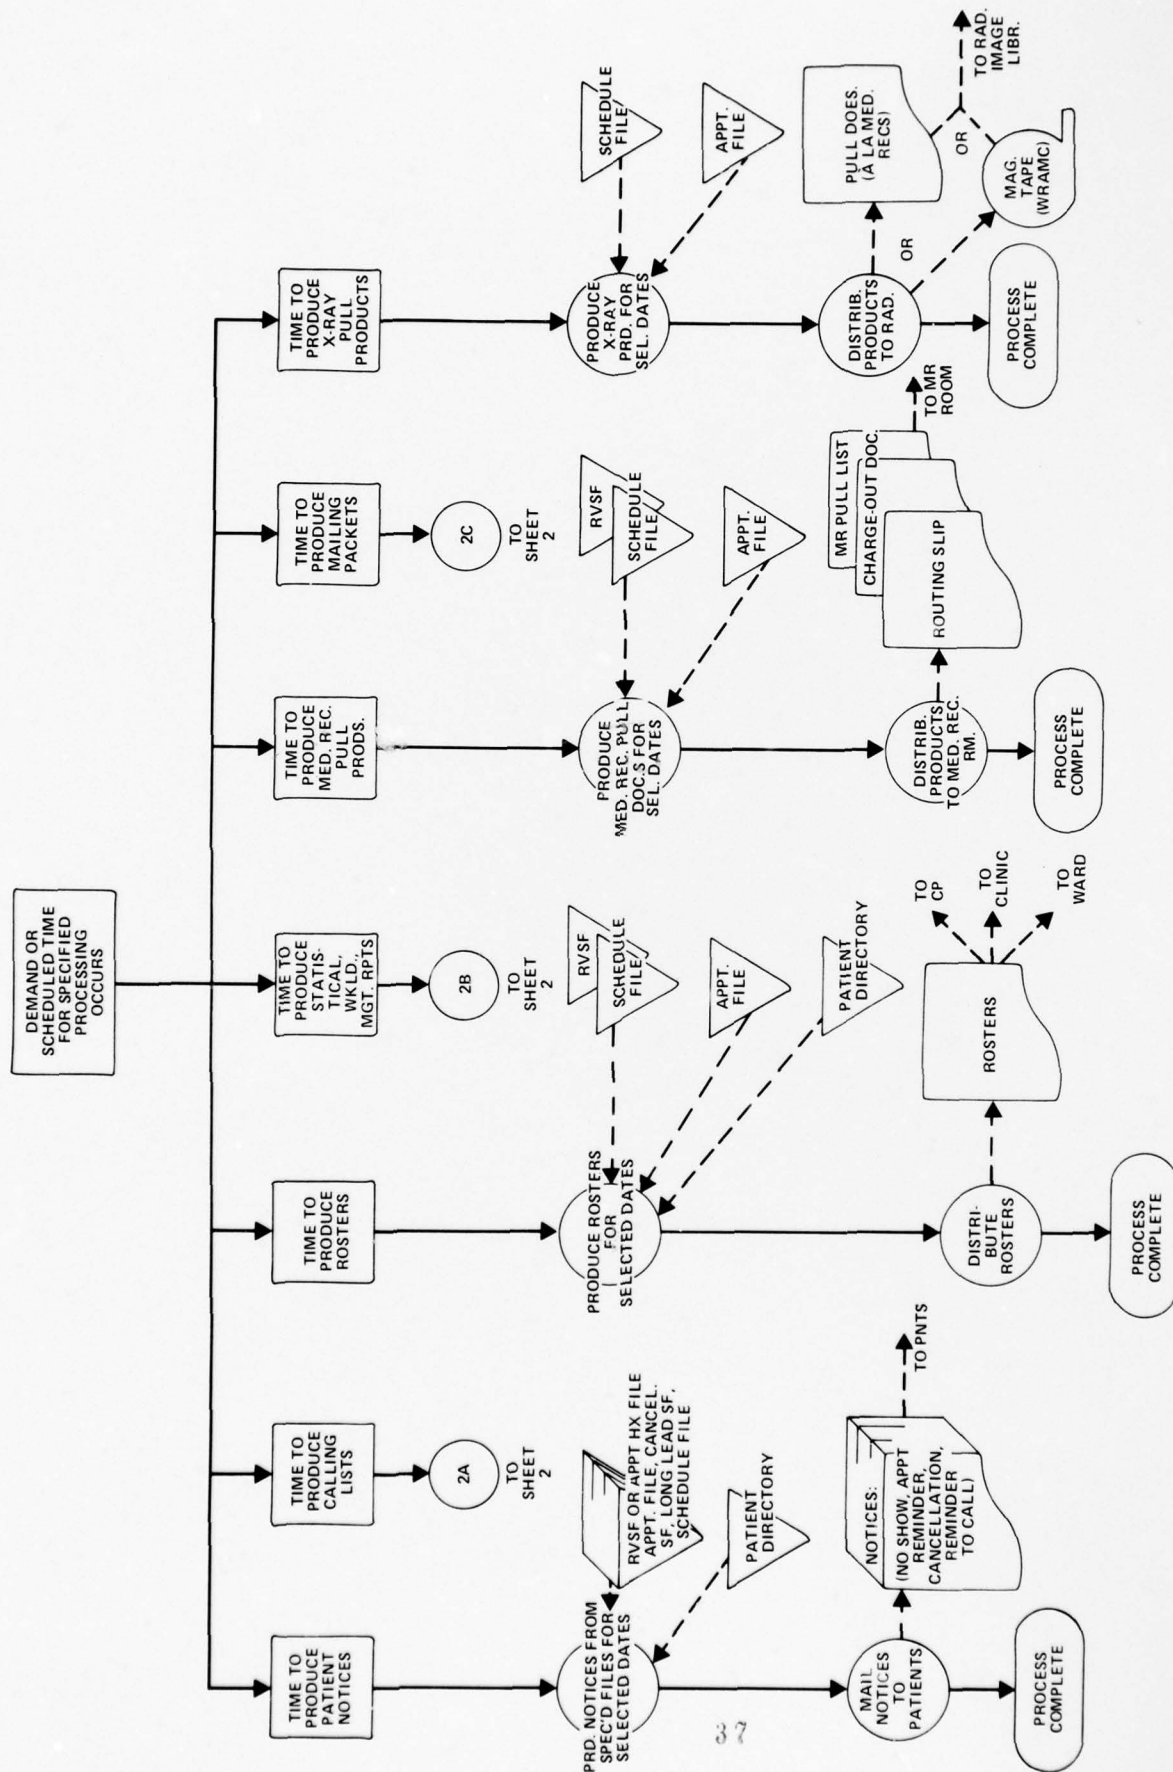 DEMAND OR
SCHEDULED TIME
FOR SPECIFIED
PROCESSING
OCCURS
TIME TO
PRODUCE
PATIENT
NOTICES
TIME TO
PRODUCE
CALLING
LISTS
TIME TO
PRODUCE
ROSTERS
TIME TO
PRODUCE
STATIS-
TICAL,
WKLD.,
MGT. RPTS
TIME TO
PRODUCE
MED. REC.
PULL
PRODS.
TIME TO
PRODUCE
MAILING
PACKETS
TIME TO
PRODUCE
X-RAY
PULL
PRODUCTS
2A
TO
SHEET
2
2B
TO
SHEET
2
2C
TO
SHEET
2
PRD. NOTICES FROM
SPEC'D FILES FOR
SELECTED DATES
RVSF OR APPT HX FILE
APPT. FILE, CANCEL.
SF, LONG LEAD SF,
SCHEDULE FILE
PATIENT
DIRECTORY
PRODUCE ROSTERS
FOR
SELECTED DATES
RVSF
SCHEDULE
FILE
APPT.
FILE
PATIENT
DIRECTORY
PRODUCE
MED. REC. PULL
DOC.S FOR
SEL. DATES
RVSF
SCHEDULE
FILE
APPT.
FILE
PRODUCE
X-RAY
PRD. FOR
SEL. DATES
SCHEDULE
FILE
APPT.
FILE
MAIL
NOTICES
TO
PATIENTS
NOTICES:
(NO SHOW, APPT
REMINDER,
CANCELLATION,
REMINDER
TO CALL)
TO PNTS
PROCESS
COMPLETE
DISTRI-
BUTE
ROSTERS
ROSTERS
TO
CP
TO
CLINIC
TO
WARD
PROCESS
COMPLETE
DISTRIB.
PRODUCTS
TO MED. REC.
RM.
MR PULL LIST
CHARGE-OUT DOC.
ROUTING SLIP
TO MR
ROOM
PROCESS
COMPLETE
DISTRIB.
PRODUCTS
TO RAD.
OR
PULL DOES.
(A LA MED.
RECS)
OR
MAG.
TAPE
(WRAMC)
TO RAD.
IMAGE
LIBR.
PROCESS
COMPLETE
37